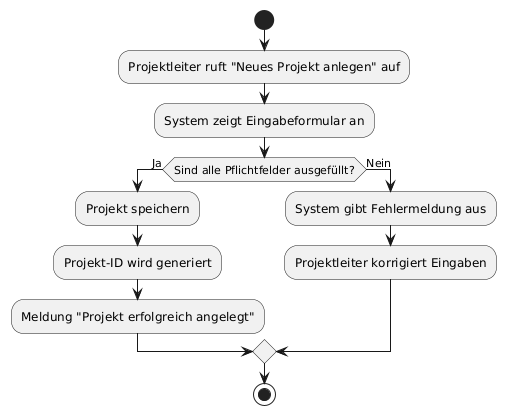 Projektleiter ruft "Neues Projekt anlegen" auf
System zeigt Eingabeformular an
Sind alle Pflichtfelder ausgefüllt?
Ja
Nein
Projekt speichern
Projekt-ID wird generiert
Meldung "Projekt erfolgreich angelegt"
System gibt Fehlermeldung aus
Projektleiter korrigiert Eingaben